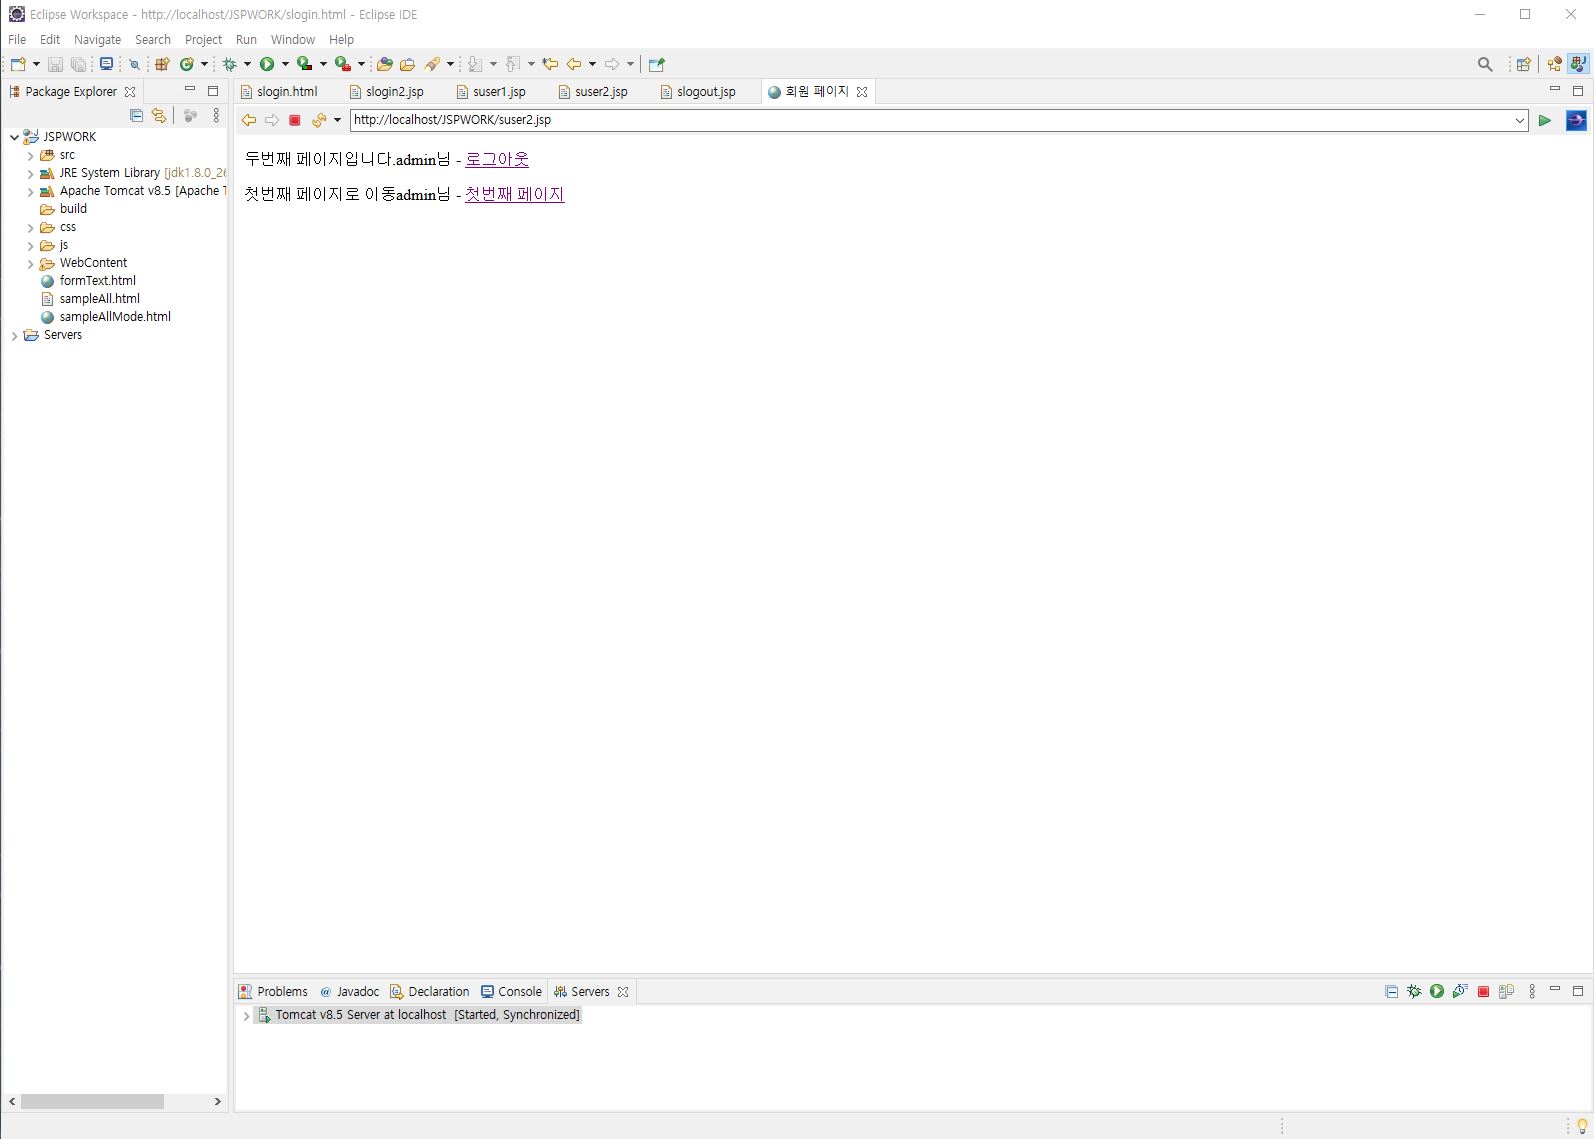 Eclipse Workspace - http://localhost/JSPWORK/slogin.html - Eclipse IDE
File Edit Navigate Search Project Run Window Help
Package Explorer
slogin.html slogin2.jsp suser1.jsp suser2.jsp slogout.jsp 회원 페이지
http://localhost/JSPWORK/suser2.jsp
JSPWORK
src
JRE System Library [jdk1.8.0_26
Apache Tomcat v8.5 [Apache T
build
css
js
WebContent
formText.html
sampleAll.html
sampleAllMode.html
Servers
두번째 페이지입니다.admin님 - 로그아웃
첫번째 페이지로 이동admin님 - 첫번째 페이지
Problems @ Javadoc Declaration Console Servers
Tomcat v8.5 Server at localhost [Started, Synchronized]